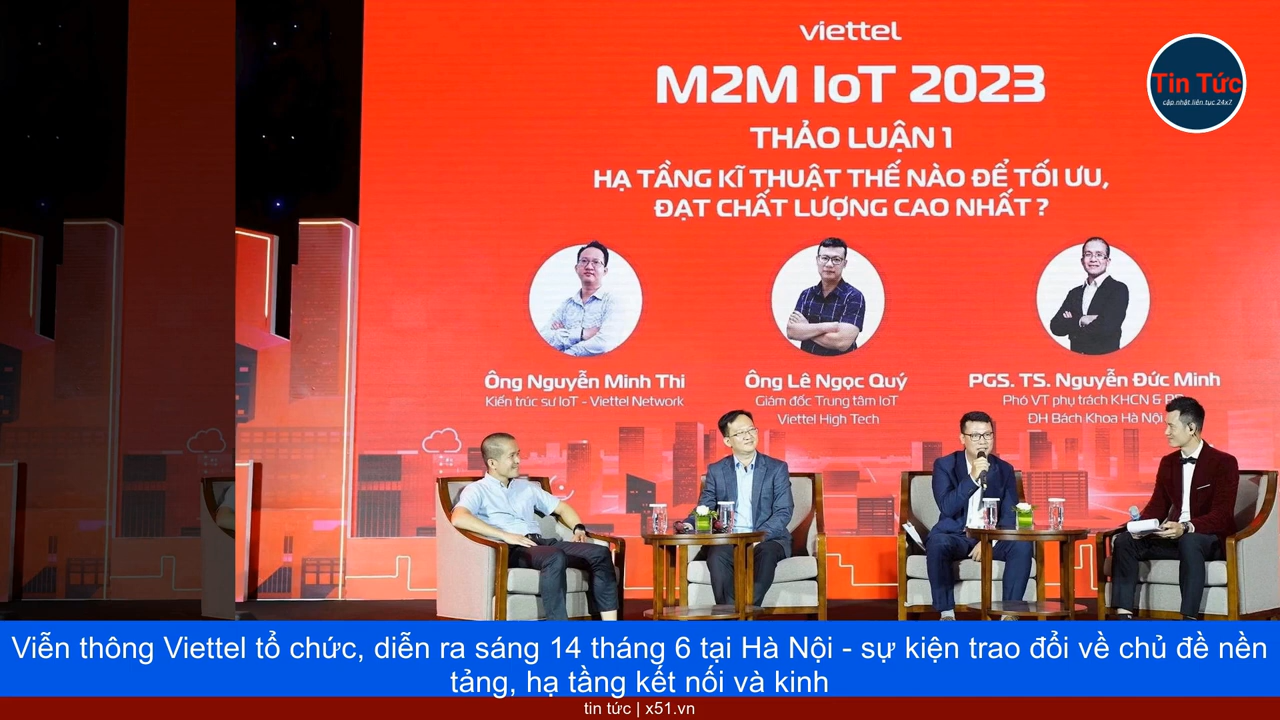 viettel
M2M IoT 2023
Tin Tức
cập nhật liên tục 24x7
THẢO LUẬN 1
HẠ TẦNG KĨ THUẬT THẾ NÀO ĐỂ TỐI ƯU,
ĐẠT CHẤT LƯỢNG CAO NHẤT ?
Ông Nguyễn Minh Thi
Kiến trúc sư IoT - Viettel Network
Ông Lê Ngọc Quý
Giám đốc Trung tâm IoT
Viettel High Tech
PGS. TS. Nguyễn Đức Minh
Phó VT phụ trách KHCN &
ĐH Bách Khoa Hà Nội
Viễn thông Viettel tổ chức, diễn ra sáng 14 tháng 6 tại Hà Nội - sự kiện trao đổi về chủ đề nền
tảng, hạ tầng kết nối và kinh
tin tức | x51.vn